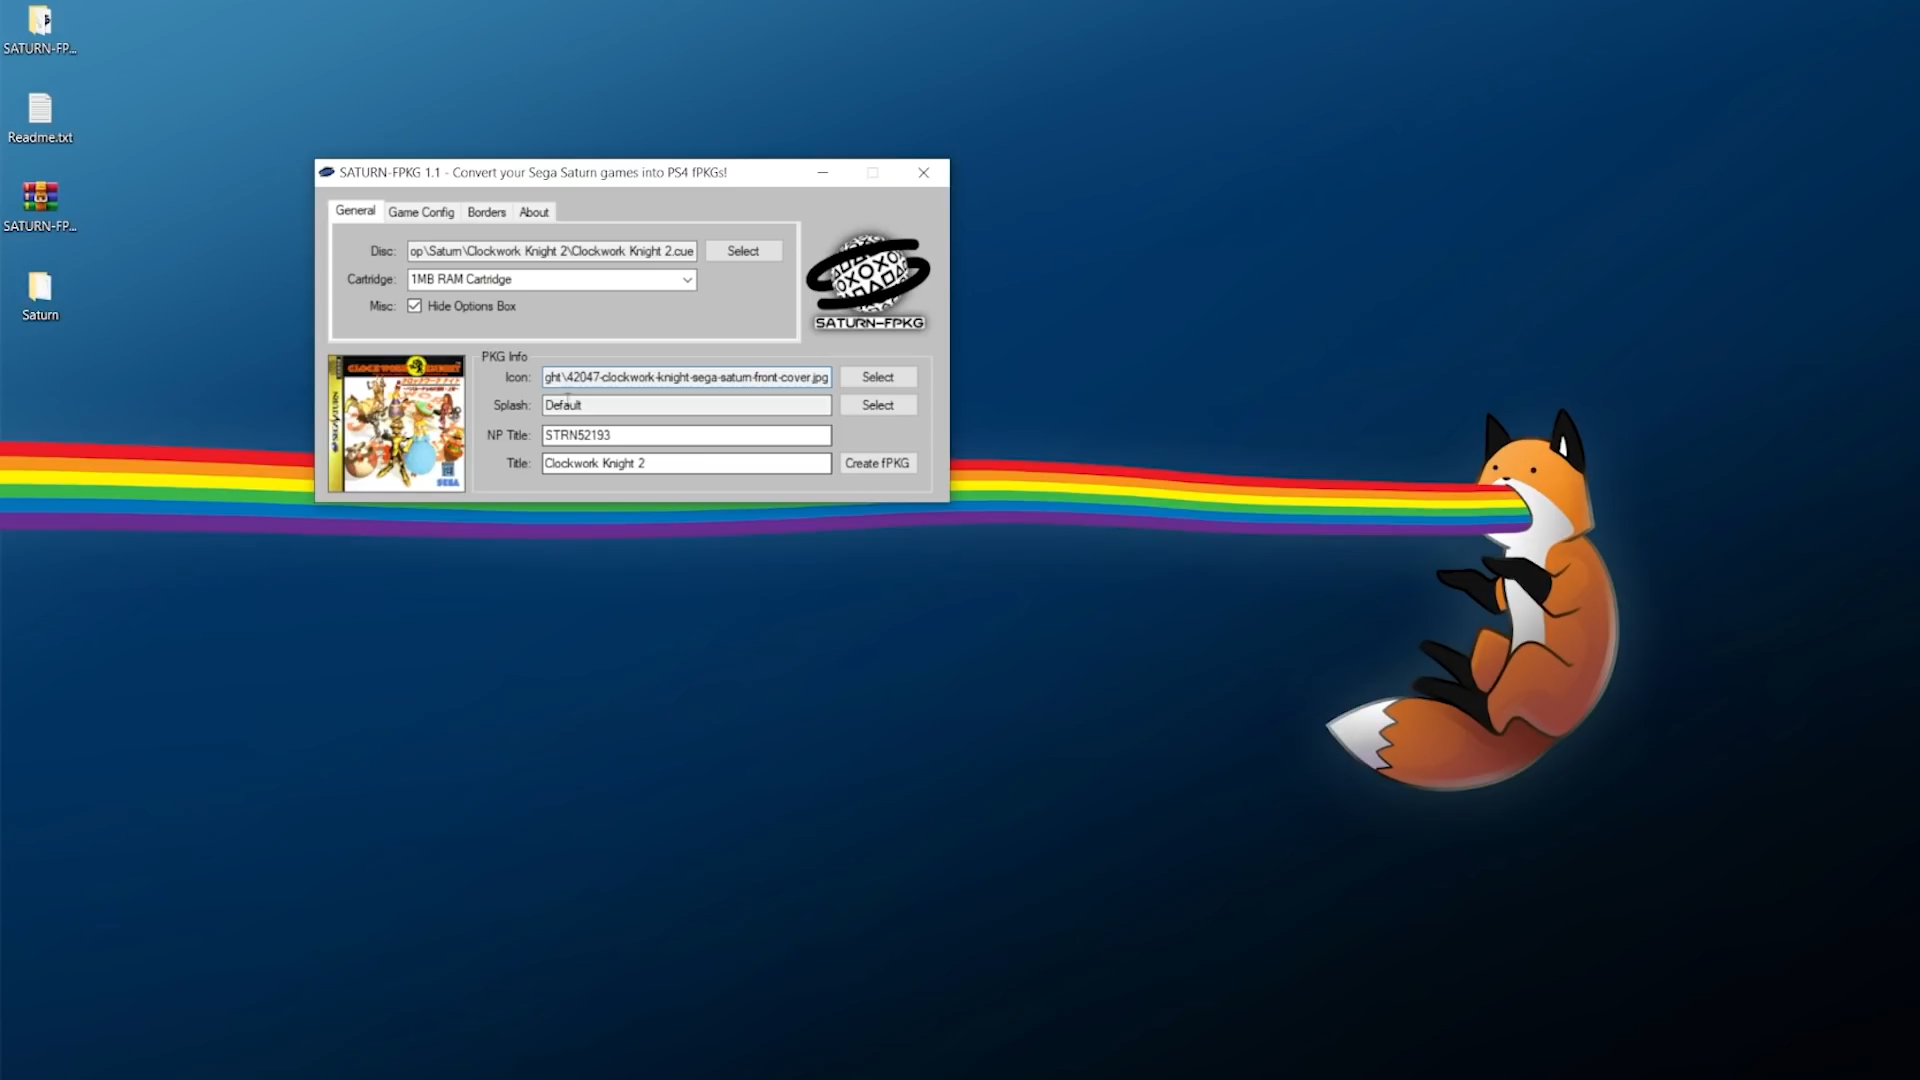 SATURN-FP...
Readme.txt
SATURN-FP...
Saturn
SATURN-FPKG 1.1 - Convert your Sega Saturn games into PS4 fPKGs!
General
Game Config
Borders
About
Disc:
op\Saturn\Clockwork Knight 2\Clockwork Knight 2.cue
Select
Cartridge:
1MB RAM Cartridge
Misc:
Hide Options Box
SATURN-FPKG
PKG Info
Icon:
ght\42047-clockwork-knight-sega-saturn-front-cover.jpg
Select
Splash:
Default
Select
NP Title:
STRN52193
Title:
Clockwork Knight 2
Create fPKG
CLOCKWORK KNIGHT
SEGA